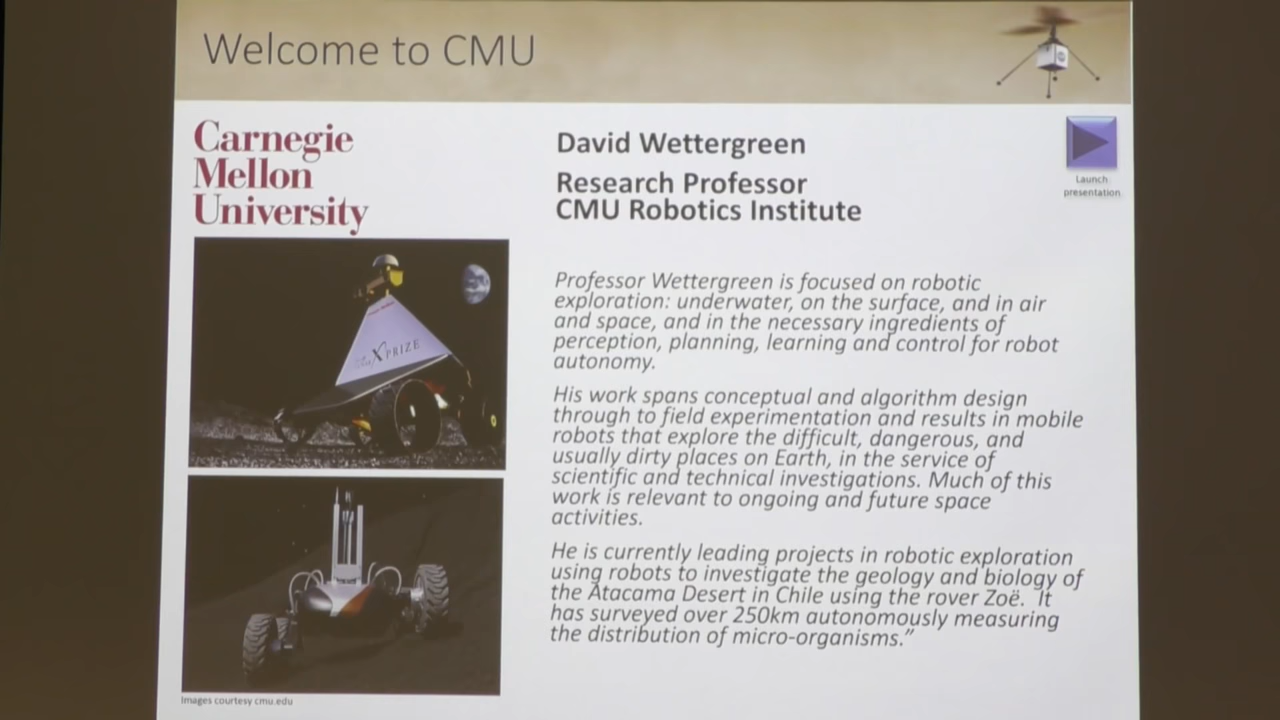 Welcome to CMU
Carnegie
Mellon
University
David Wettergreen
Research Professor
CMU Robotics Institute
Launch
presentation
XPRIZE
Professor Wettergreen is focused on robotic
exploration: underwater, on the surface, and in air
and space, and in the necessary ingredients of
perception, planning, learning and control for robot
autonomy.
His work spans conceptual and algorithm design
through to field experimentation and results in mobile
robots that explore the difficult, dangerous, and
usually dirty places on Earth, in the service of
scientific and technical investigations. Much of this
work is relevant to ongoing and future space
activities.
He is currently leading projects in robotic exploration
using robots to investigate the geology and biology of
the Atacama Desert in Chile using the rover Zoë. It
has surveyed over 250km autonomously measuring
the distribution of micro-organisms.”
Images courtesy cmu.edu